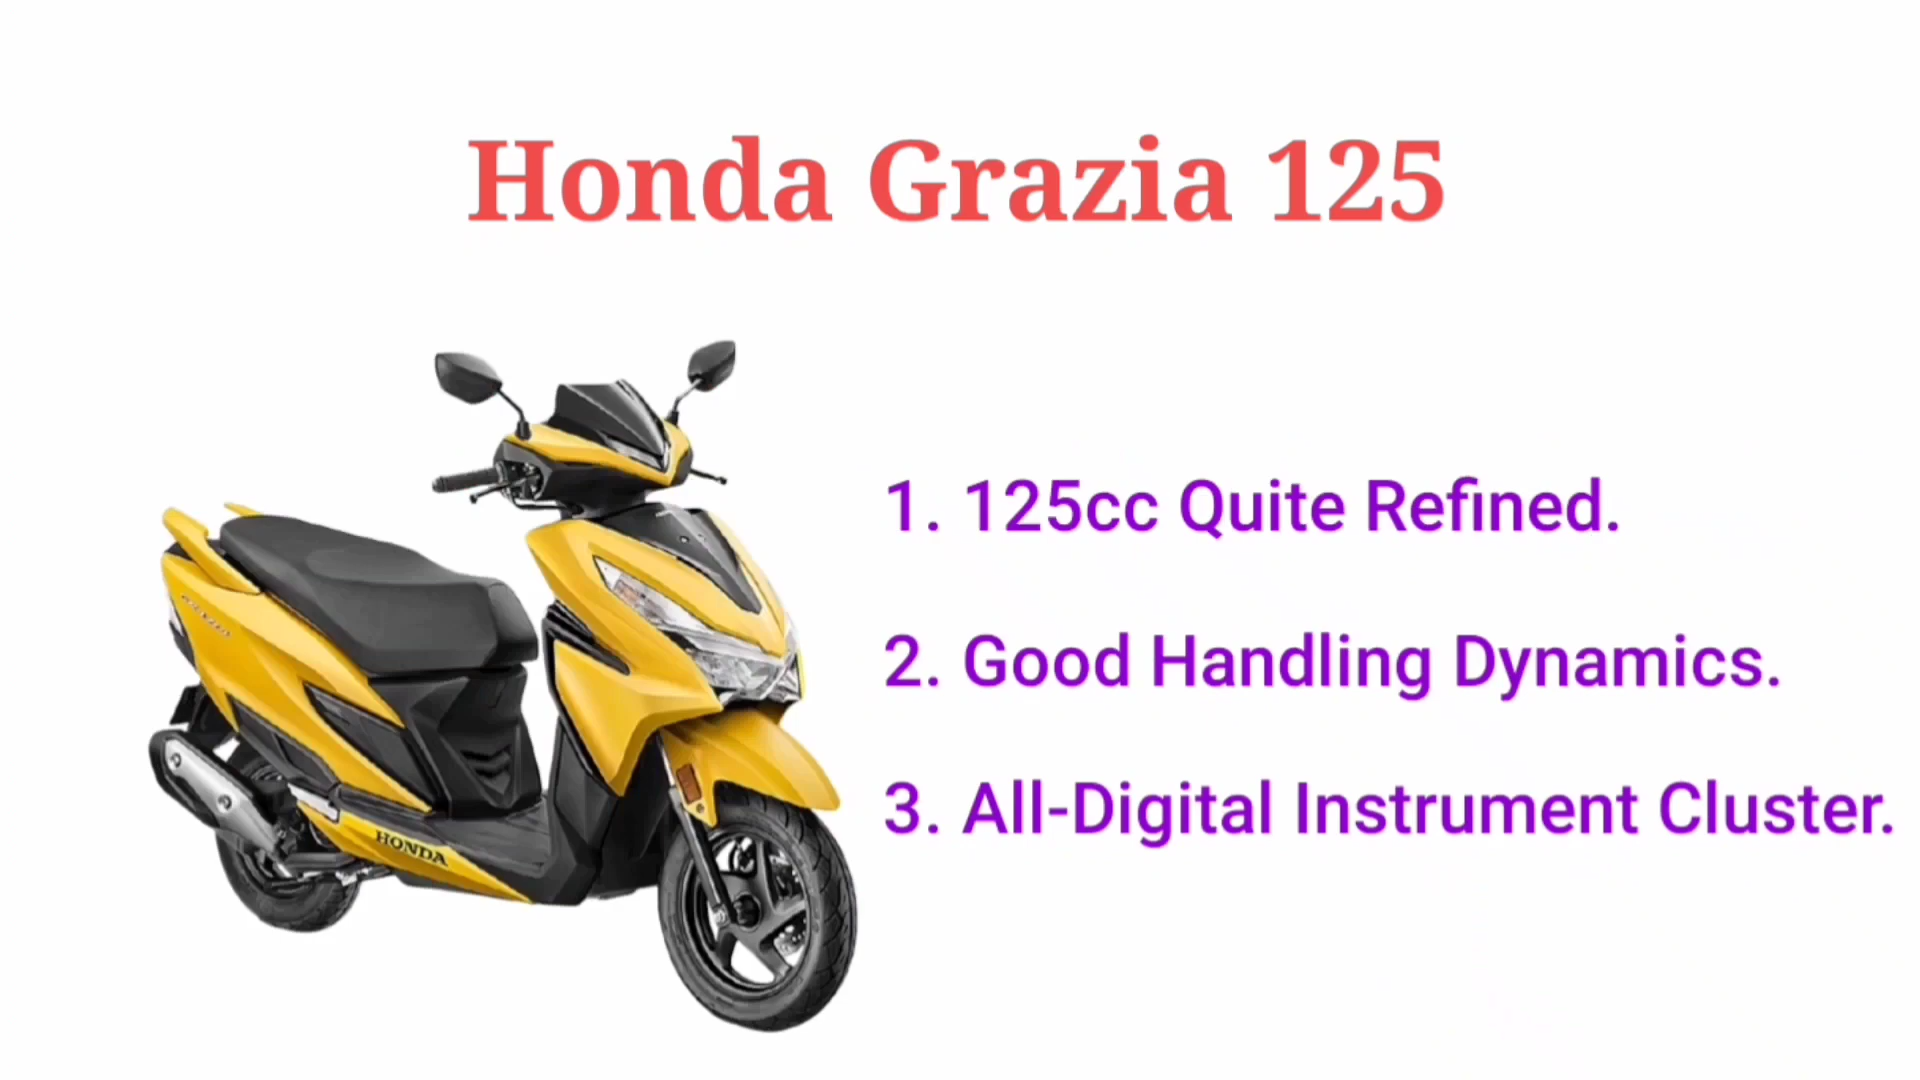 Honda Grazia 125
1. 125cc Quite Refined.
2. Good Handling Dynamics.
3. All-Digital Instrument Cluster.
HONDA